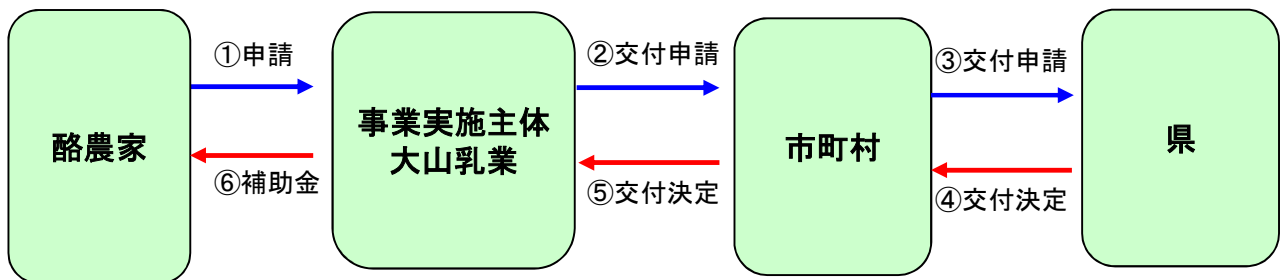 ①申請
②交付申請
③交付申請
酪農家
事業実施主体
大山乳業
市町村
県
⑥補助金
⑤交付決定
④交付決定